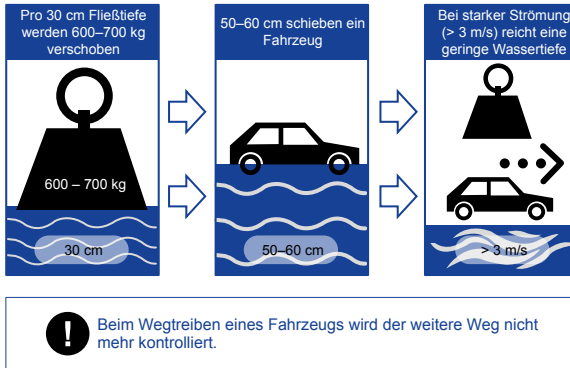 Pro 30 cm Fließtiefe
werden 600–700 kg
verschoben
600 – 700 kg
30 cm
50–60 cm schieben ein
Fahrzeug
50–60 cm
Bei starker Strömung
(> 3 m/s) reicht eine
geringe Wassertiefe
> 3 m/s
!
Beim Wegtreiben eines Fahrzeugs wird der weitere Weg nicht
mehr kontrolliert.